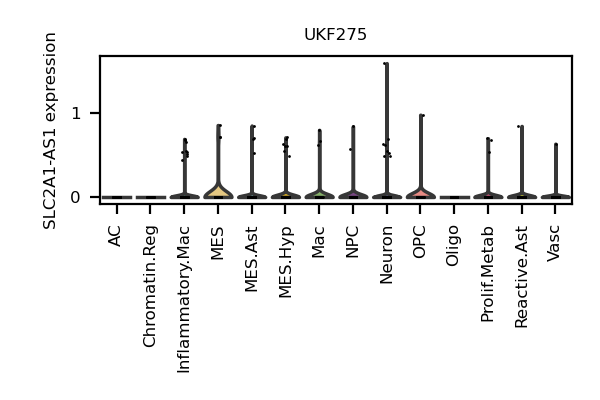 UKF275
SLC2A1-AS1 expression
1
0
AC
Chromatin.Reg
Inflammatory.Mac
MES
MES.Ast
MES.Hyp
Mac
NPC
Neuron
OPC
Oligo
Prolif.Metab
Reactive.Ast
Vasc